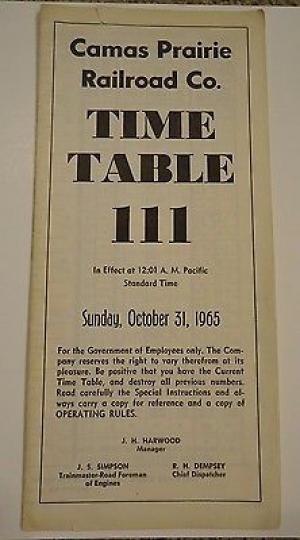 Camas Prairie
Railroad Co.
TIME
TABLE
111
In Effect at 12:01 A. M. Pacific
Standard Time
Sunday, October 31, 1965
For the Government of Employees only. The Com-
pany reserves the right to vary therefrom at its
pleasure. Be positive that you have the Current
Time Table, and destroy all previous numbers.
Read carefully the Special Instructions and al-
ways carry a copy for reference and a copy of
OPERATING RULES.
J. H. HARWOOD
Manager
J. S. SIMPSON
Trainmaster-Road Foreman
of Engines
R. H. DEMPSEY
Chief Dispatcher